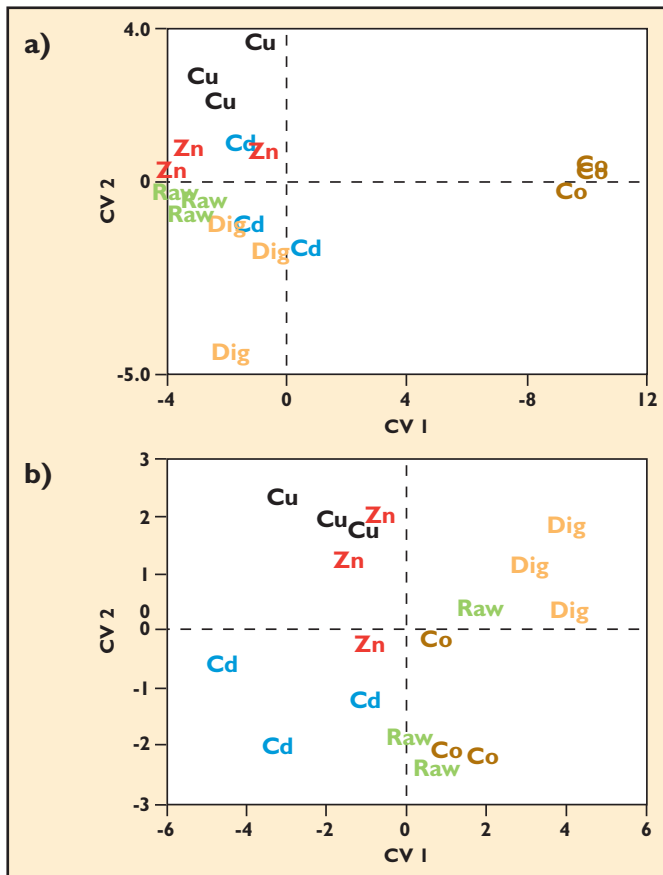 a)
4.0
Cu
Cu
Cu
Cd
Zn
Zn
Zn
Co
Co
Co
0
CV 2
Raw
Raw
Raw
Dig
Cd
Dig
Cd
Dig
-5.0
-4
0
4
-8
12
CV 1
b)
3
Cu
2
Cu
Zn
Cu
Dig
Zn
Dig
1
0
Raw
Dig
0
CV 2
Zn
Co
Cd
-1
Cd
Raw
-2
Cd
Co
Co
Raw
-3
-6
-4
-2
0
2
4
6
CV 1